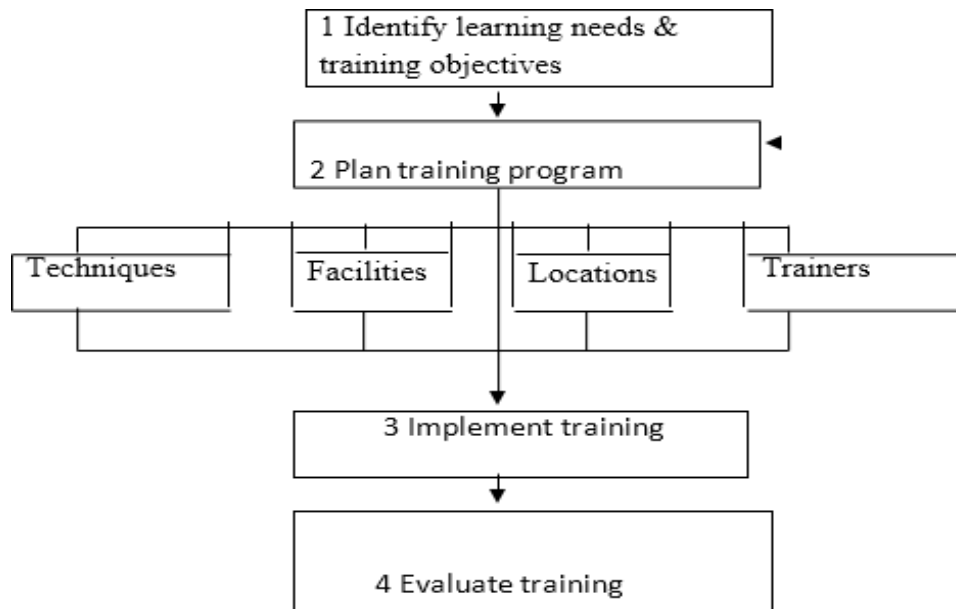 1 Identify learning needs &
training objectives
2 Plan training program
Techniques
Facilities
Locations
Trainers
3 Implement training
4 Evaluate training